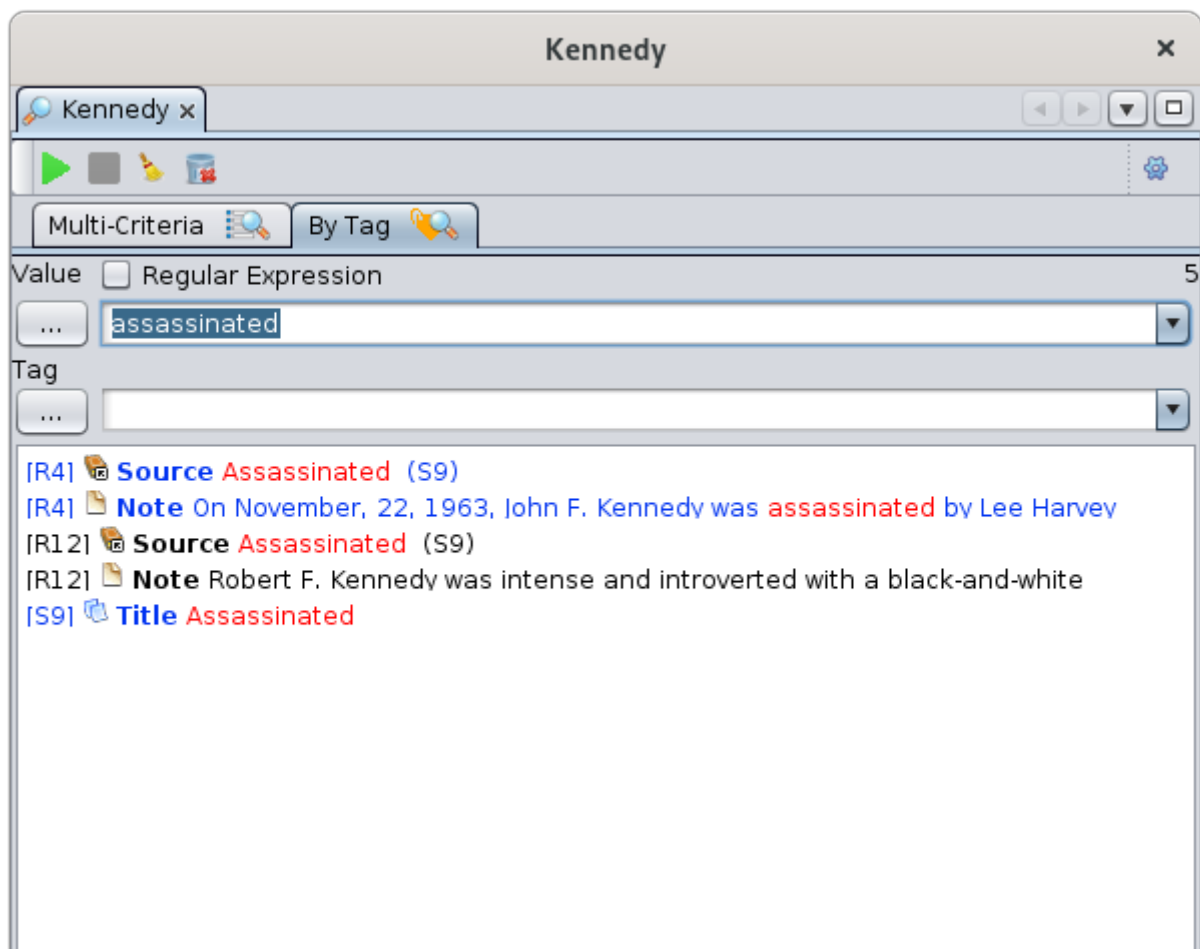 Kennedy
Kennedy
Multi-Criteria By Tag
Value Regular Expression 5
... assassinated
Tag
...
[R4] Source Assassinated (S9)
[R4] Note On November, 22, 1963, John F. Kennedy was assassinated by Lee Harvey
[R12] Source Assassinated (S9)
[R12] Note Robert F. Kennedy was intense and introverted with a black-and-white
[S9] Title Assassinated